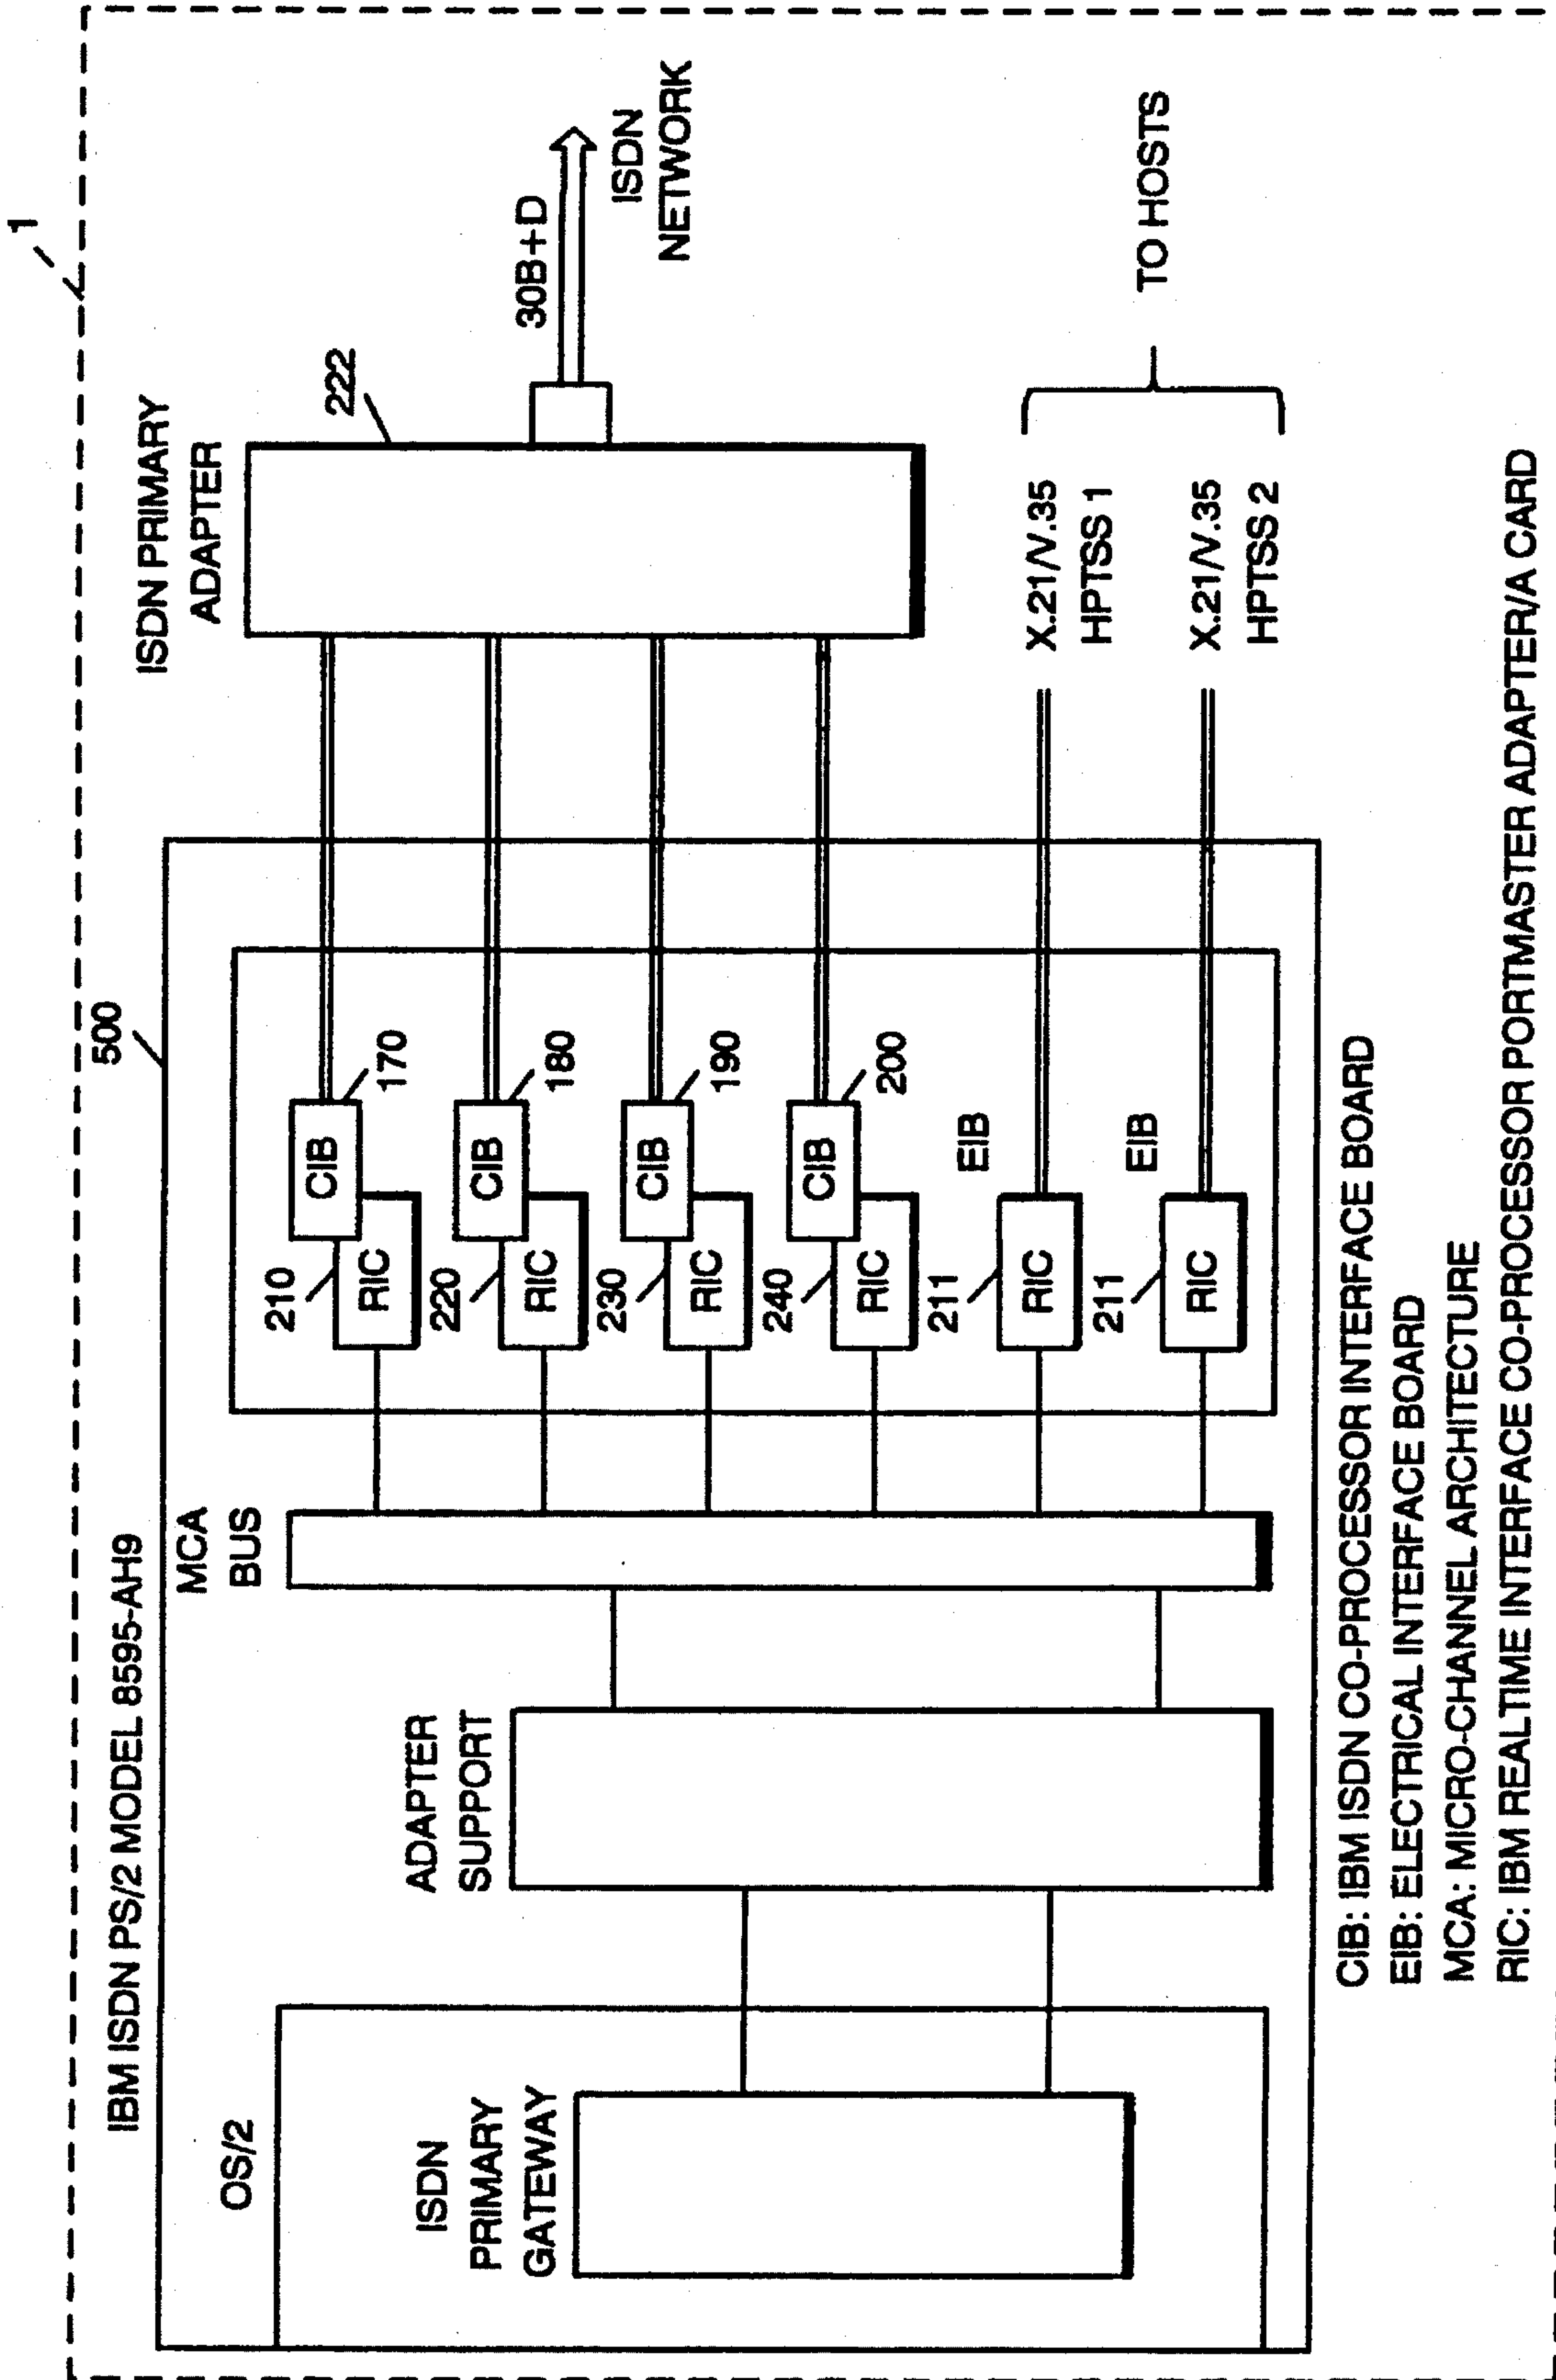 1
IBM ISDN PS/2 MODEL 8595-AH9
500
OS/2
ISDN
PRIMARY
GATEWAY
ADAPTER
SUPPORT
MCA
BUS
210
RIC
CIB
170
220
RIC
CIB
180
230
RIC
CIB
190
240
RIC
CIB
200
211
RIC
EIB
211
RIC
EIB
ISDN PRIMARY
ADAPTER
222
30B+D
ISDN
NETWORK
X.21/V.35
HPTSS 1
X.21/V.35
HPTSS 2
TO HOSTS
CIB: IBM ISDN CO-PROCESSOR INTERFACE BOARD
EIB: ELECTRICAL INTERFACE BOARD
MCA: MICRO-CHANNEL ARCHITECTURE
RIC: IBM REALTIME INTERFACE CO-PROCESSOR PORTMASTER ADAPTER/A CARD